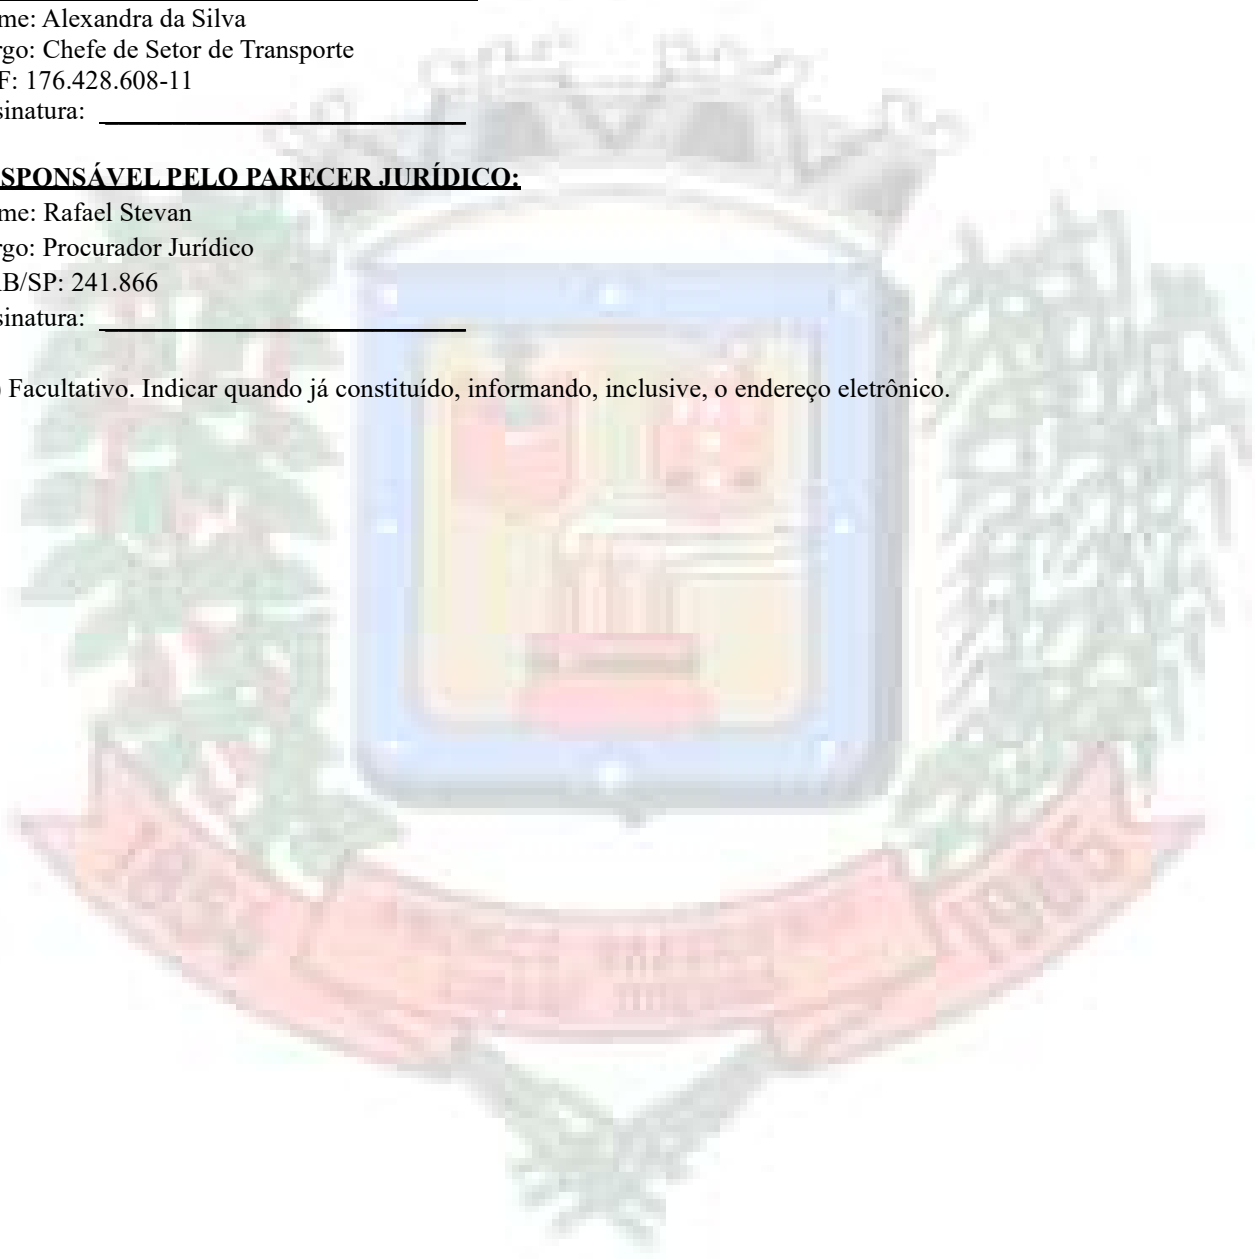 me: Alexandra da Silva
rgo: Chefe de Setor de Transporte
F: 176.428.608-11
sinatura:
SPONSÁVEL PELO PARECER JURÍDICO:
me: Rafael Stevan
rgo: Procurador Jurídico
B/SP: 241.866
sinatura:
Facultativo. Indicar quando já constituído, informando, inclusive, o endereço eletrônico.
1905